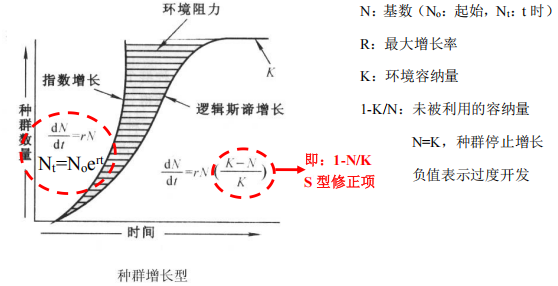 环境阻力
指数增长
K
逻辑斯谛增长
种群数量
dN/dt=rN
Nt=N0ert
dN/dt=rN(K-N/K)
即：1-N/K
S 型修正项
时间
种群增长型
N：基数（N0：起始，Nt：t 时）
R：最大增长率
K：环境容纳量
1-K/N：未被利用的容纳量
N=K，种群停止增长
负值表示过度开发